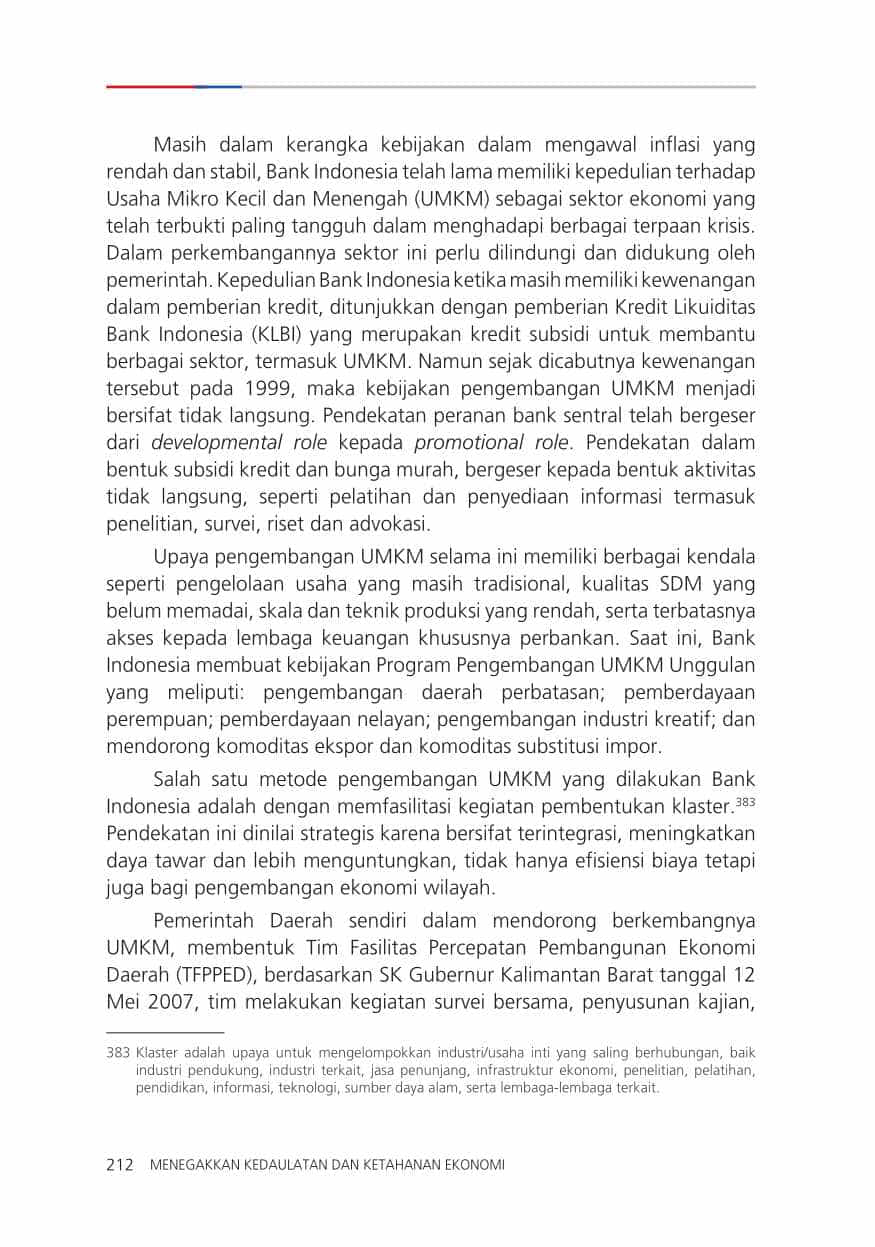 Masih dalam kerangka kebijakan dalam mengawal inflasi yang
rendah dan stabil, Bank Indonesia telah lama memiliki kepedulian terhadap
Usaha Mikro Kecil dan Menengah (UMKM) sebagai sektor ekonomi yang
telah terbukti paling tangguh dalam menghadapi berbagai terpaan krisis.
Dalam perkembangannya sektor ini perlu dilindungi dan didukung oleh
pemerintah. Kepedulian Bank Indonesia ketika masih memiliki kewenangan
dalam pemberian kredit, ditunjukkan dengan pemberian Kredit Likuiditas
Bank Indonesia (KLBI) yang merupakan kredit subsidi untuk membantu
berbagai sektor, termasuk UMKM. Namun sejak dicabutnya kewenangan
tersebut pada 1999, maka kebijakan pengembangan UMKM menjadi
bersifat tidak langsung. Pendekatan peranan bank sentral telah bergeser
dari developmental role kepada promotional role. Pendekatan dalam
bentuk subsidi kredit dan bunga murah, bergeser kepada bentuk aktivitas
tidak langsung, seperti pelatihan dan penyediaan informasi termasuk
penelitian, survei, riset dan advokasi.
Upaya pengembangan UMKM selama ini memiliki berbagai kendala
seperti pengelolaan usaha yang masih tradisional, kualitas SDM yang
belum memadai, skala dan teknik produksi yang rendah, serta terbatasnya
akses kepada lembaga keuangan khususnya perbankan. Saat ini, Bank
Indonesia membuat kebijakan Program Pengembangan UMKM Unggulan
yang meliputi: pengembangan daerah perbatasan; pemberdayaan
perempuan; pemberdayaan nelayan; pengembangan industri kreatif; dan
mendorong komoditas ekspor dan komoditas substitusi impor.
Salah satu metode pengembangan UMKM yang dilakukan Bank
Indonesia adalah dengan memfasilitasi kegiatan pembentukan klaster.383
Pendekatan ini dinilai strategis karena bersifat terintegrasi, meningkatkan
daya tawar dan lebih menguntungkan, tidak hanya efisiensi biaya tetapi
juga bagi pengembangan ekonomi wilayah.
Pemerintah Daerah sendiri dalam mendorong berkembangnya
UMKM, membentuk Tim Fasilitas Percepatan Pembangunan Ekonomi
Daerah (TFPPED), berdasarkan SK Gubernur Kalimantan Barat tanggal 12
Mei 2007, tim melakukan kegiatan survei bersama, penyusunan kajian,
383 Klaster adalah upaya untuk mengelompokkan industri/usaha inti yang saling berhubungan, baik
industri pendukung, industri terkait, jasa penunjang, infrastruktur ekonomi, penelitian, pelatihan,
pendidikan, informasi, teknologi, sumber daya alam, serta lembaga-lembaga terkait.
212 MENEGAKKAN KEDAULATAN DAN KETAHANAN EKONOMI